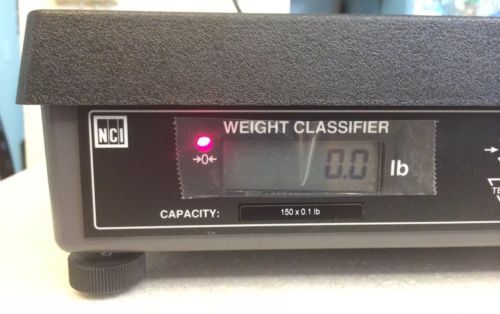 NCI
WEIGHT CLASSIFIER
→0←
0.0 lb
CAPACITY: 150 x 0.1 lb